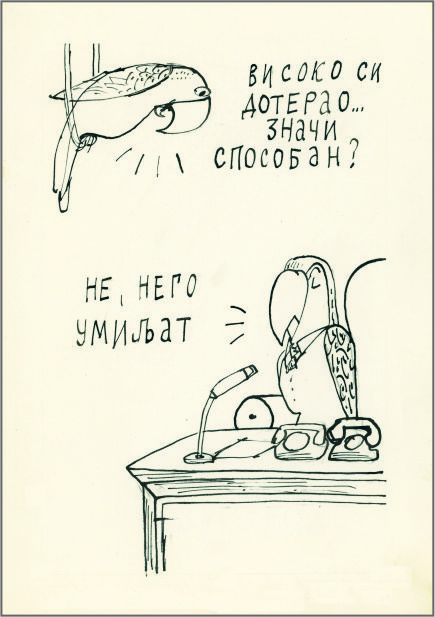 ВИСОКО СИ
ДОТЕРАО...
ЗНАЧИ
СПОСОБАН?
НЕ, НЕГО
УМИЉАТ